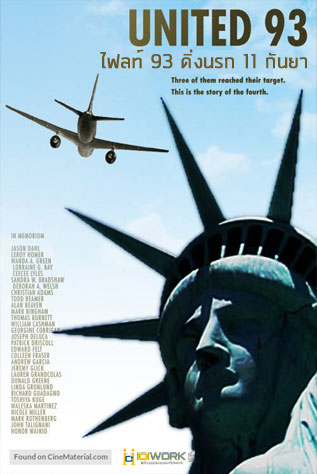 UNITED 93
ไฟลท์ 93 ดิ่งนรก 11 กันยา
Three of them reached their target.
This is the story of the fourth.
IN MEMORIUM
JASON DAHL
LEROY HOMER
WANDA A. GREEN
LORRAINE G. BAY
CEECEE LYLES
SANDRA W. BRADSHAW
DEBORAH A. WELSH
CHRISTIAN ADAMS
TODD BEAMER
ALAN BEAVEN
MARK BINGHAM
THOMAS BURNETT
WILLIAM CASHMAN
GEORGINE
JOSEPH DELUCA
PATRICK DRISCOLL
EDWARD FELT
COLLEEN FRASER
ANDREW GARCIA
JEREMY GLICK
LAUREN GRANDCOLAS
DONALD GREENE
LINDA GRONLUND
RICHARD GUADAGNO
TOSHIYA KUGE
WALESKA MARTINEZ
NICOLE MILLER
MARK ROTHENBERG
JOHN TALIGNANI
HONOR WAINIO
Found on CineMaterial.com
IDIWORK